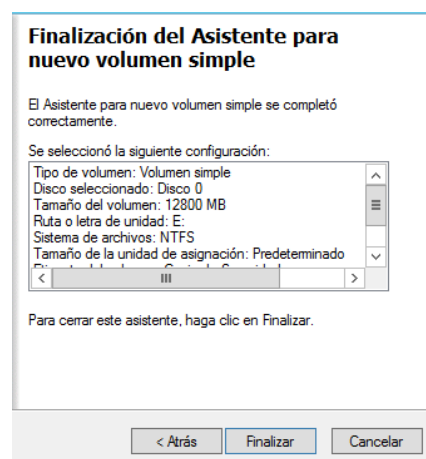 Finalización del Asistente para
nuevo volumen simple
El Asistente para nuevo volumen simple se completó
correctamente.
Se seleccionó la siguiente configuración:
Tipo de volumen: Volumen simple
Disco seleccionado: Disco 0
Tamaño del volumen: 12800 MB
Ruta o letra de unidad: E:
Sistema de archivos: NTFS
Tamaño de la unidad de asignación: Predeterminado
Para cerrar este asistente, haga clic en Finalizar.
< Atrás Finalizar Cancelar